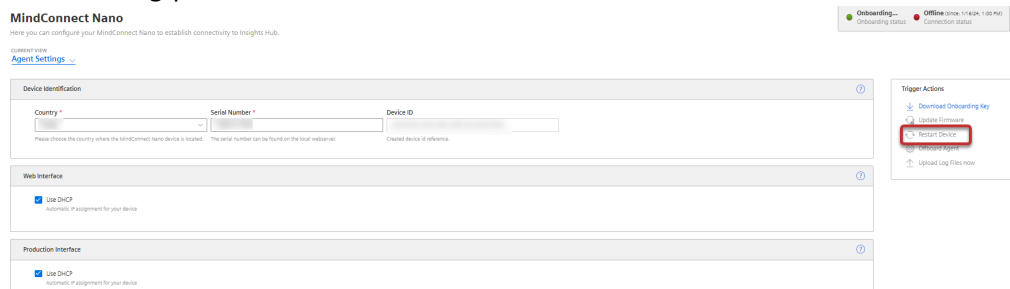 MindConnect Nano
Here you can configure your MindConnect Nano to establish connectivity to Insights Hub.
Onboarding...
Onboarding status
Offline (since: 1/16/24, 1:00 PM)
Connection status
CURRENT VIEW
Agent Settings
Device Identification
Country *
Serial Number *
Device ID
Please choose the country where the MindConnect Nano device is located.
The serial number can be found on the local webserver.
Created device id reference.
Web Interface
Use DHCP
Automatic IP assignment for your device
Production Interface
Use DHCP
Automatic IP assignment for your device
Trigger Actions
Download Onboarding Key
Update Firmware
Restart Device
Offboard Agent
Upload Log Files now